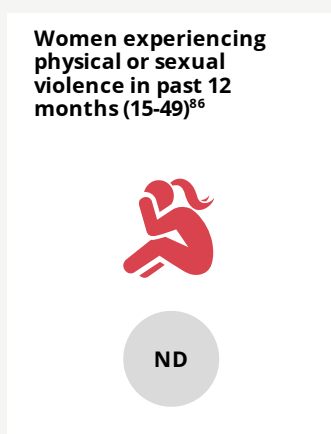 Women experiencing
physical or sexual
violence in past 12
months (15-49)⁸⁶
ND